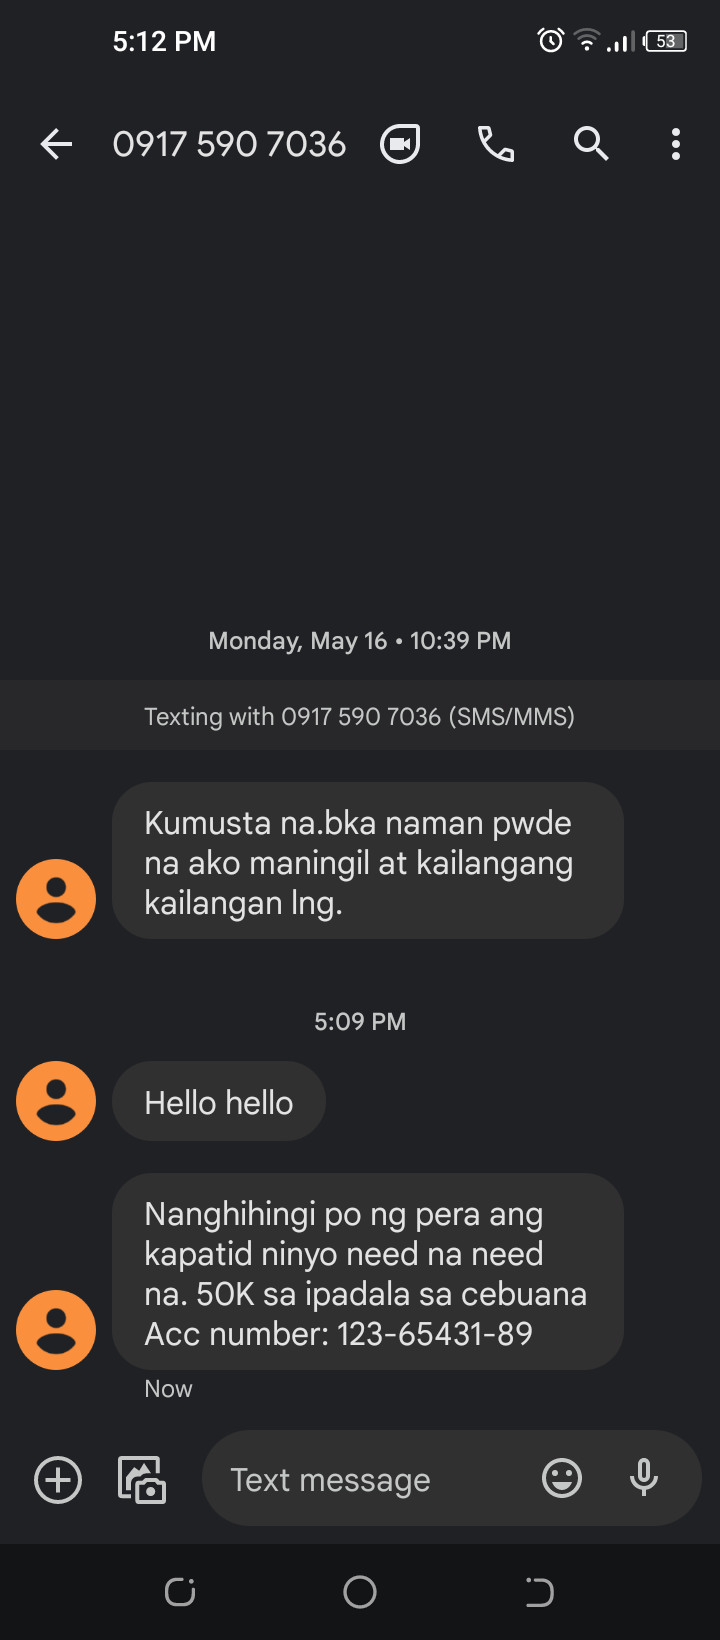 5:12 PM
53
0917 590 7036
Monday, May 16 • 10:39 PM
Texting with 0917 590 7036 (SMS/MMS)
Kumusta na.bka naman pwde
na ako maningil at kailangang
kailangan lng.
5:09 PM
Hello hello
Nanghihingi po ng pera ang
kapatid ninyo need na need
na. 50K sa ipadala sa cebuana
Acc number: 123-65431-89
Now
Text message